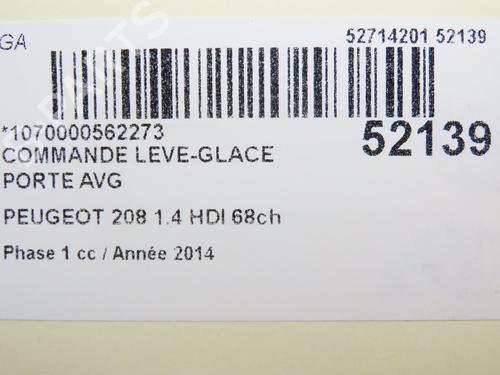 GA
52714201 52139
*1070000562273
52139
COMMANDE LEVE-GLACE
PORTE AVG
PEUGEOT 208 1.4 HDI 68ch
Phase 1 cc / Année 2014